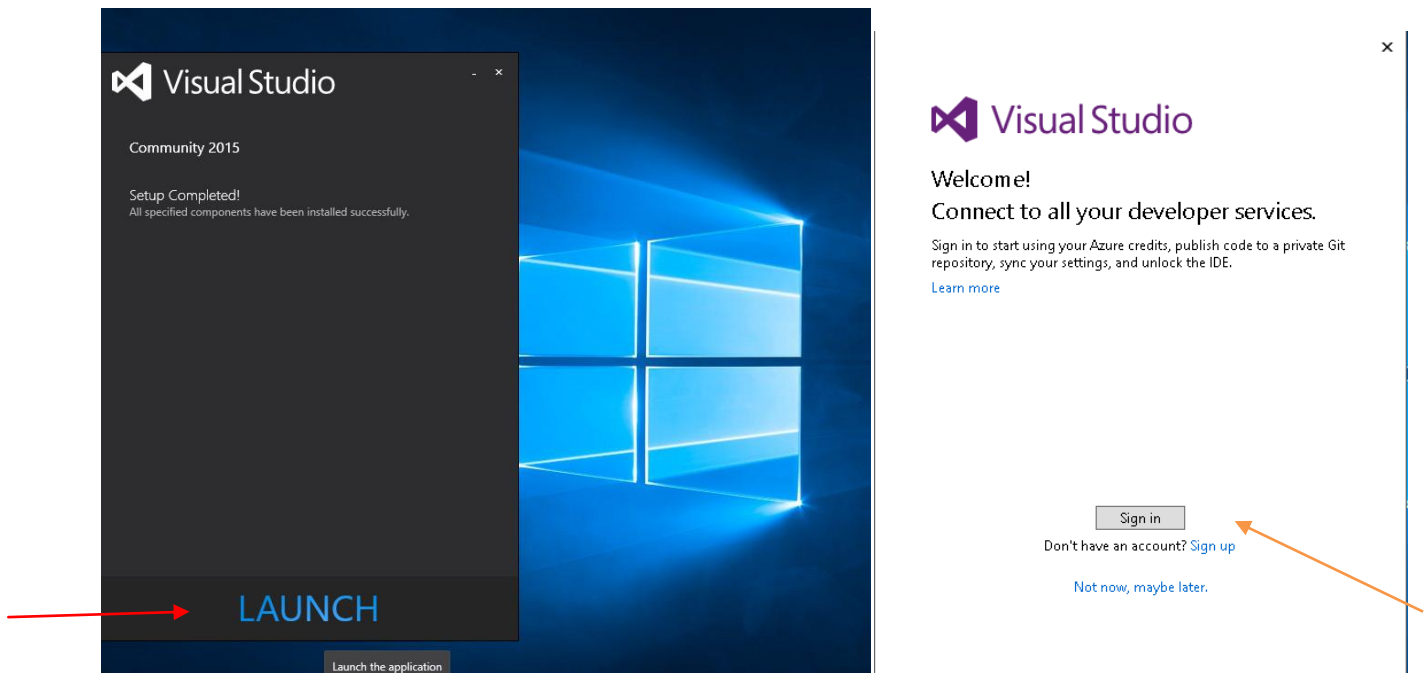 Visual Studio
Community 2015
Setup Completed!
All specified components have been installed successfully.
LAUNCH
Launch the application
Visual Studio
Welcome!
Connect to all your developer services.
Sign in to start using your Azure credits, publish code to a private Git
repository, sync your settings, and unlock the IDE.
Learn more
Sign in
Don't have an account? Sign up
Not now, maybe later.